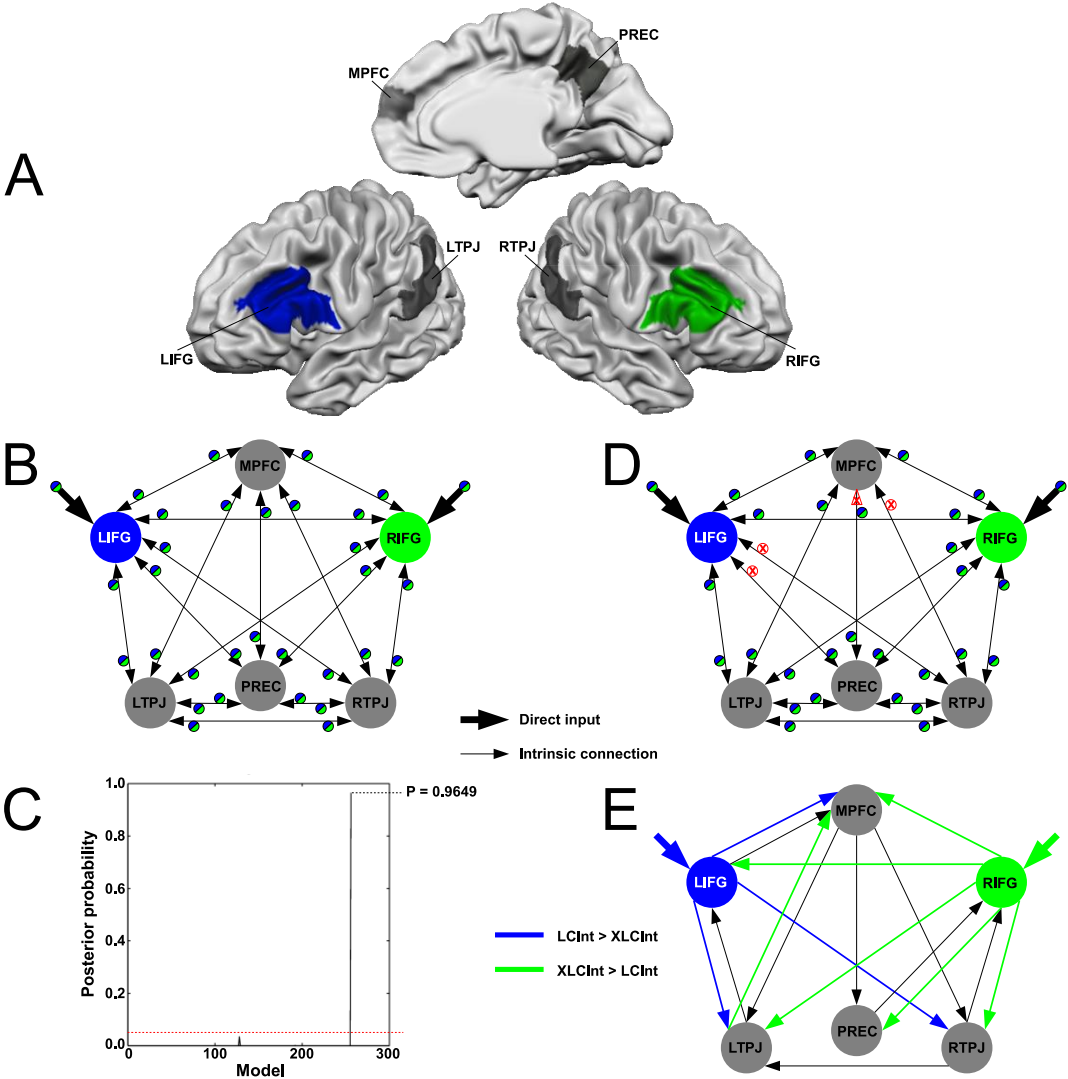 A
MPFC
PREC
LTPJ
RTPJ
LIFG
RIFG
B
MPFC
LIFG
RIFG
LTPJ
PREC
RTPJ
D
MPFC
LIFG
RIFG
LTPJ
PREC
RTPJ
Direct input
Intrinsic connection
C
Posterior probability
1.0
0.8
0.6
0.4
0.2
0.0
0
100
200
300
Model
P = 0.9649
E
MPFC
LIFG
RIFG
LTPJ
PREC
RTPJ
LCInt > XLCInt
XLCInt > LCInt